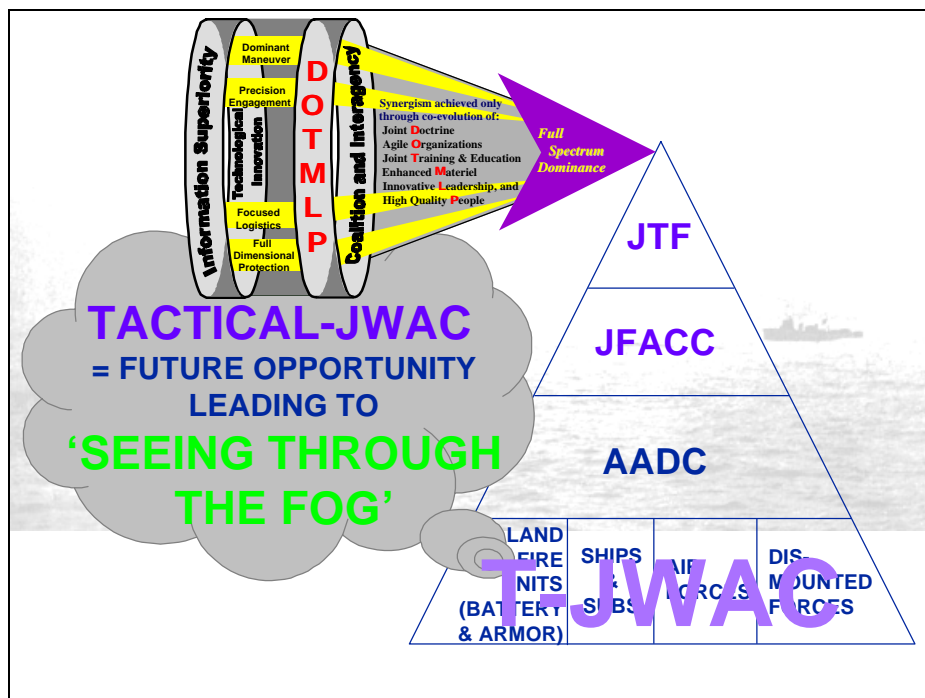 Information Superiority
Dominant
Maneuver
Precision
Engagement
Technological
Innovation
Focused
Logistics
Full
Dimensional
Protection
D
O
T
M
L
P
Coalition and Interagency
Synergism achieved only
through co-evolution of:
Joint Doctrine
Agile Organizations
Joint Training & Education
Enhanced Materiel
Innovative Leadership, and
High Quality People
Full
Spectrum
Dominance
TACTICAL-JWAC
= FUTURE OPPORTUNITY
LEADING TO
‘SEEING THROUGH
THE FOG’
JTF
JFACC
AADC
LAND
FIRE
UNITS
(BATTERY
& ARMOR)
SHIPS
&
SUBS
AIR
FORCES
DIS-
MOUNTED
FORCES
T-JWAC